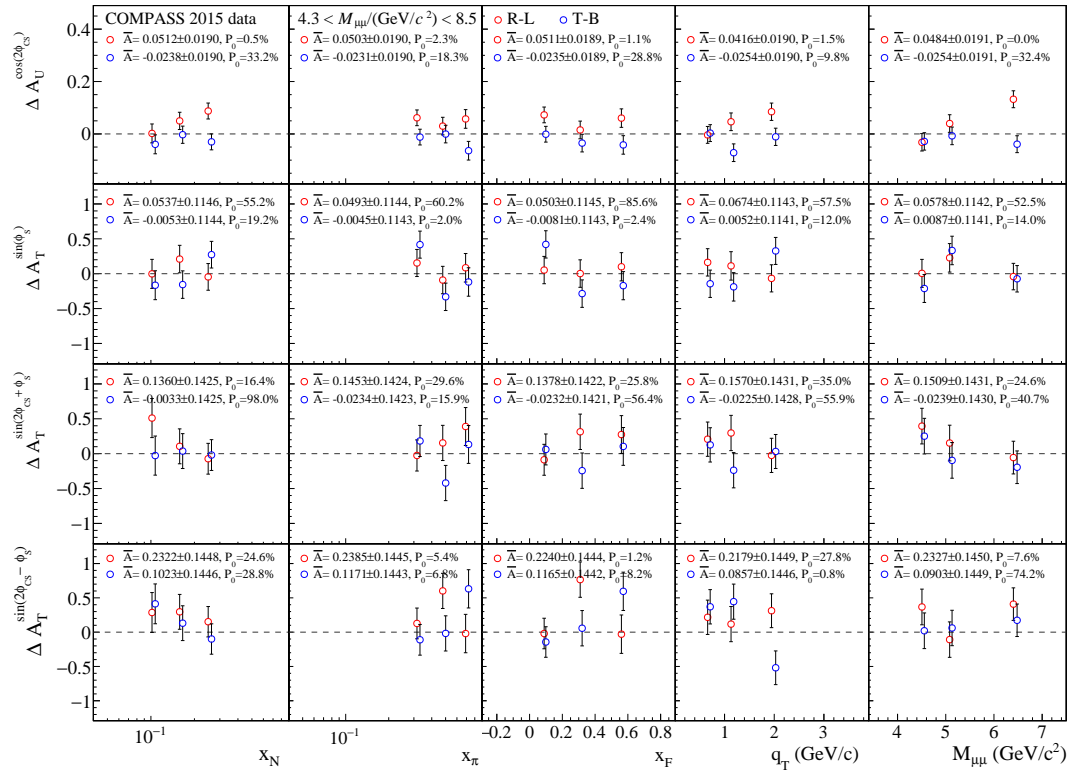 COMPASS 2015 data
4.3 < M_μμ/(GeV/c²) < 8.5
R-L T-B
Δ A_U^cos(2φ_CS)
0.4
0.2
0
A̅= 0.0512±0.0190, P₀=0.5%
A̅= -0.0238±0.0190, P₀=33.2%
A̅= 0.0503±0.0190, P₀=2.3%
A̅= -0.0231±0.0190, P₀=18.3%
A̅= 0.0511±0.0189, P₀=1.1%
A̅= -0.0235±0.0189, P₀=28.8%
A̅= 0.0416±0.0190, P₀=1.5%
A̅= -0.0254±0.0190, P₀=9.8%
A̅= 0.0484±0.0191, P₀=0.0%
A̅= -0.0254±0.0191, P₀=32.4%
Δ A_T^sin(φ_S)
1
0.5
0
−0.5
−1
A̅= 0.0537±0.1146, P₀=55.2%
A̅= -0.0053±0.1144, P₀=19.2%
A̅= 0.0493±0.1144, P₀=60.2%
A̅= -0.0045±0.1143, P₀=2.0%
A̅= 0.0503±0.1145, P₀=85.6%
A̅= -0.0081±0.1143, P₀=2.4%
A̅= 0.0674±0.1143, P₀=57.5%
A̅= 0.0052±0.1141, P₀=12.0%
A̅= 0.0578±0.1142, P₀=52.5%
A̅= 0.0087±0.1141, P₀=14.0%
Δ A_T^sin(2φ_CS+φ_S)
1
0.5
0
−0.5
−1
A̅= 0.1360±0.1425, P₀=16.4%
A̅= -0.0033±0.1425, P₀=98.0%
A̅= 0.1453±0.1424, P₀=29.6%
A̅= -0.0234±0.1423, P₀=15.9%
A̅= 0.1378±0.1422, P₀=25.8%
A̅= -0.0232±0.1421, P₀=56.4%
A̅= 0.1570±0.1431, P₀=35.0%
A̅= -0.0225±0.1428, P₀=55.9%
A̅= 0.1509±0.1431, P₀=24.6%
A̅= -0.0239±0.1430, P₀=40.7%
Δ A_T^sin(2φ_CS−φ_S)
1
0.5
0
−0.5
−1
A̅= 0.2322±0.1448, P₀=24.6%
A̅= 0.1023±0.1446, P₀=28.8%
A̅= 0.2385±0.1445, P₀=5.4%
A̅= 0.1171±0.1443, P₀=6.8%
A̅= 0.2240±0.1444, P₀=1.2%
A̅= 0.1165±0.1442, P₀=8.2%
A̅= 0.2179±0.1449, P₀=27.8%
A̅= 0.0857±0.1446, P₀=0.8%
A̅= 0.2327±0.1450, P₀=7.6%
A̅= 0.0903±0.1449, P₀=74.2%
10⁻¹
10⁻¹
−0.2 0 0.2 0.4 0.6 0.8
1 2 3
4 5 6 7
x_N
x_π
x_F
q_T (GeV/c)
M_μμ (GeV/c²)